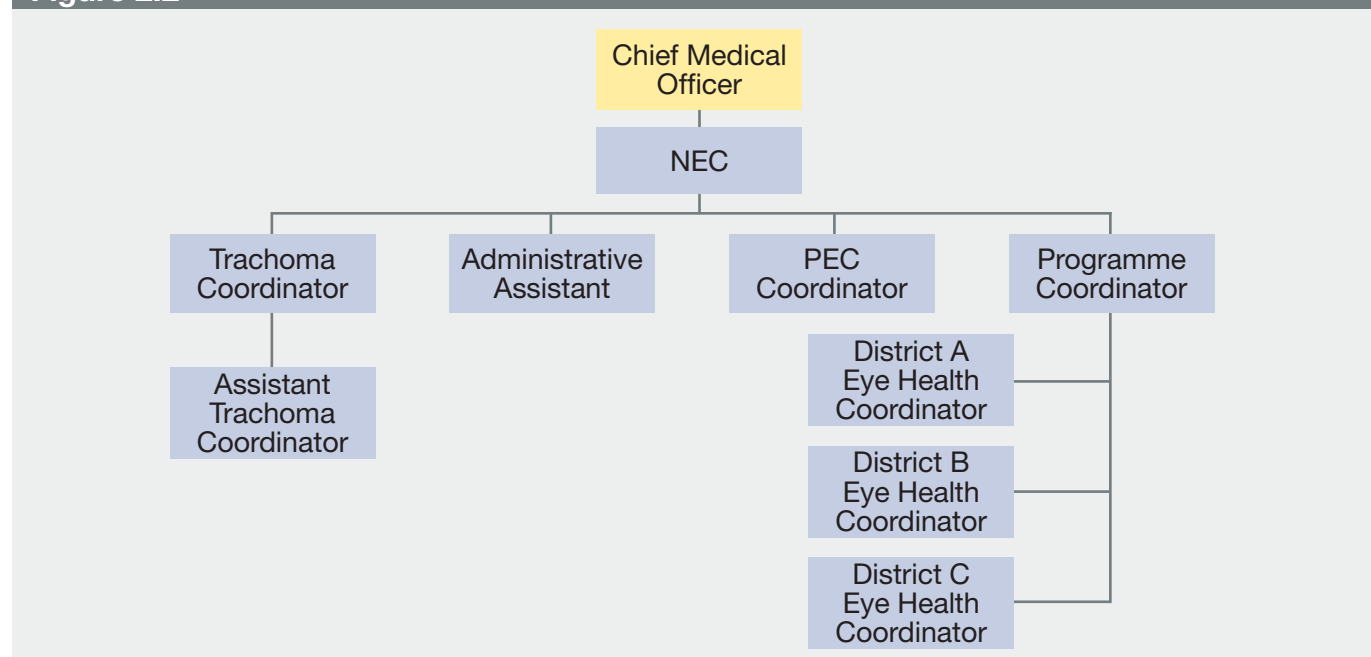 Chief Medical
Officer
NEC
Trachoma
Coordinator
Administrative
Assistant
PEC
Coordinator
Programme
Coordinator
Assistant
Trachoma
Coordinator
District A
Eye Health
Coordinator
District B
Eye Health
Coordinator
District C
Eye Health
Coordinator